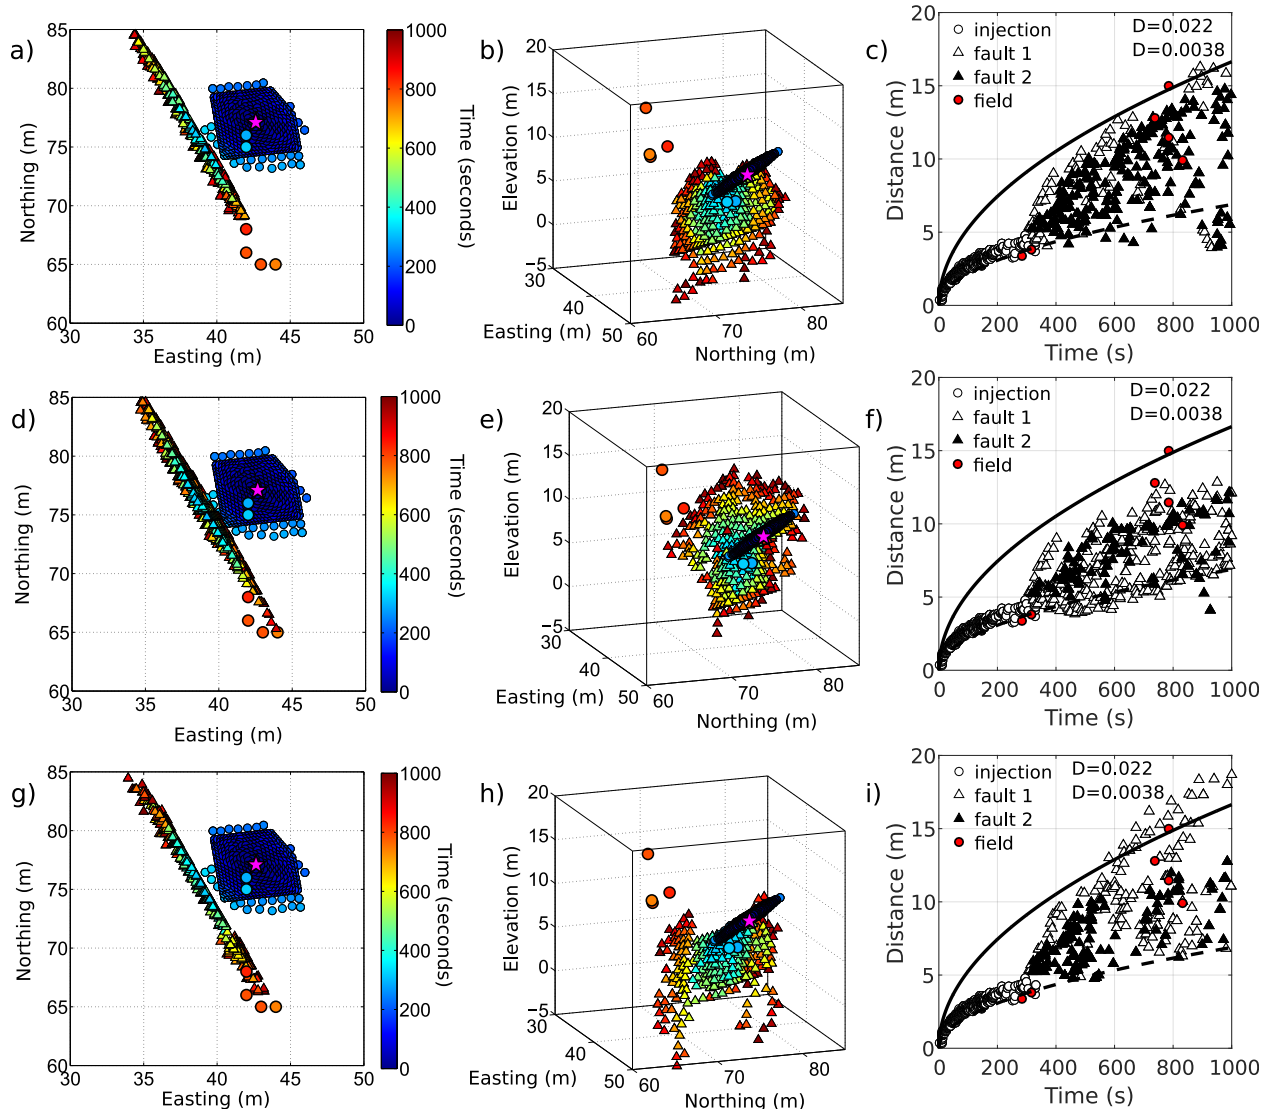 a)
85
80
75
70
65
60
30
35
40
45
50
Northing (m)
Easting (m)
1000
800
600
400
200
0
Time (seconds)
b)
20
15
10
5
0
−5
30
40
50
60
70
80
Elevation (m)
Easting (m)
Northing (m)
c)
20
15
10
5
0
0
200
400
600
800
1000
Distance (m)
Time (s)
injection
fault 1
fault 2
field
D=0.022
D=0.0038
d)
85
80
75
70
65
60
30
35
40
45
50
Northing (m)
Easting (m)
1000
800
600
400
200
0
Time (seconds)
e)
20
15
10
5
0
−5
30
40
50
60
70
80
Elevation (m)
Easting (m)
Northing (m)
f)
20
15
10
5
0
0
200
400
600
800
1000
Distance (m)
Time (s)
injection
fault 1
fault 2
field
D=0.022
D=0.0038
g)
85
80
75
70
65
60
30
35
40
45
50
Northing (m)
Easting (m)
1000
800
600
400
200
0
Time (seconds)
h)
20
15
10
5
0
−5
30
40
50
60
70
80
Elevation (m)
Easting (m)
Northing (m)
i)
20
15
10
5
0
0
200
400
600
800
1000
Distance (m)
Time (s)
injection
fault 1
fault 2
field
D=0.022
D=0.0038